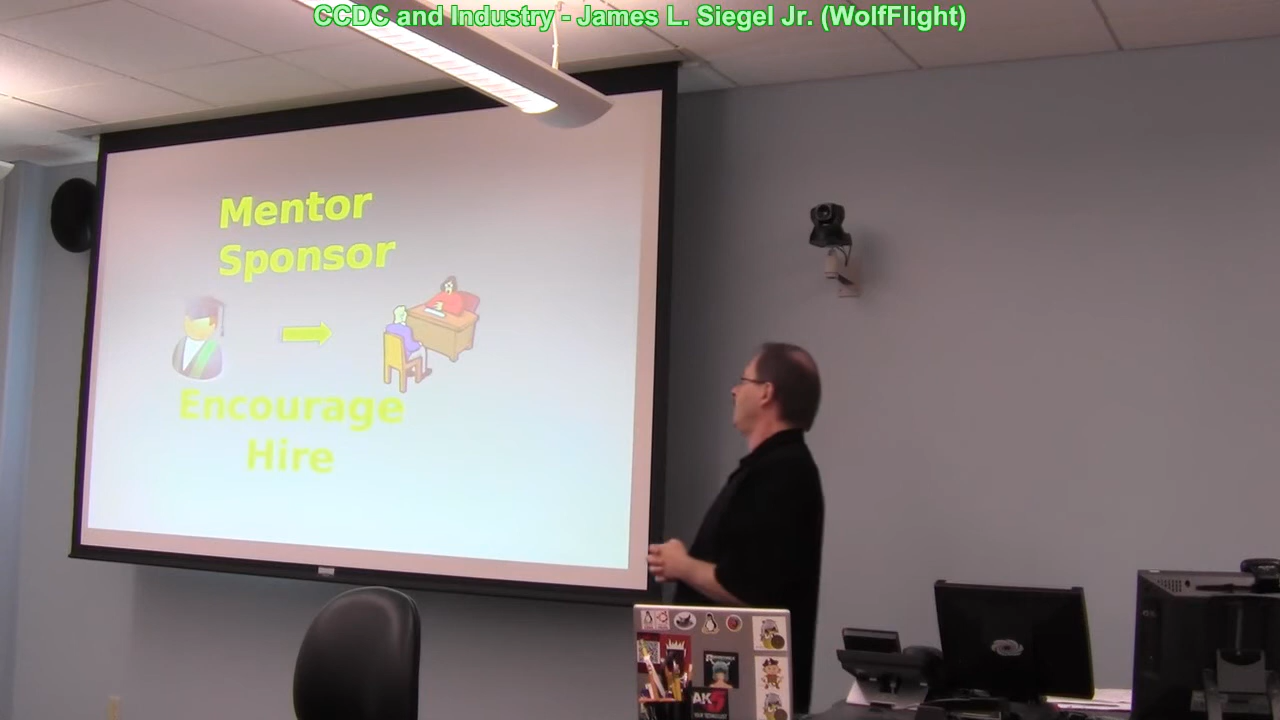 CCDC and Industry - James L. Siegel Jr. (WolfFlight)
Mentor
Sponsor
Encourage
Hire